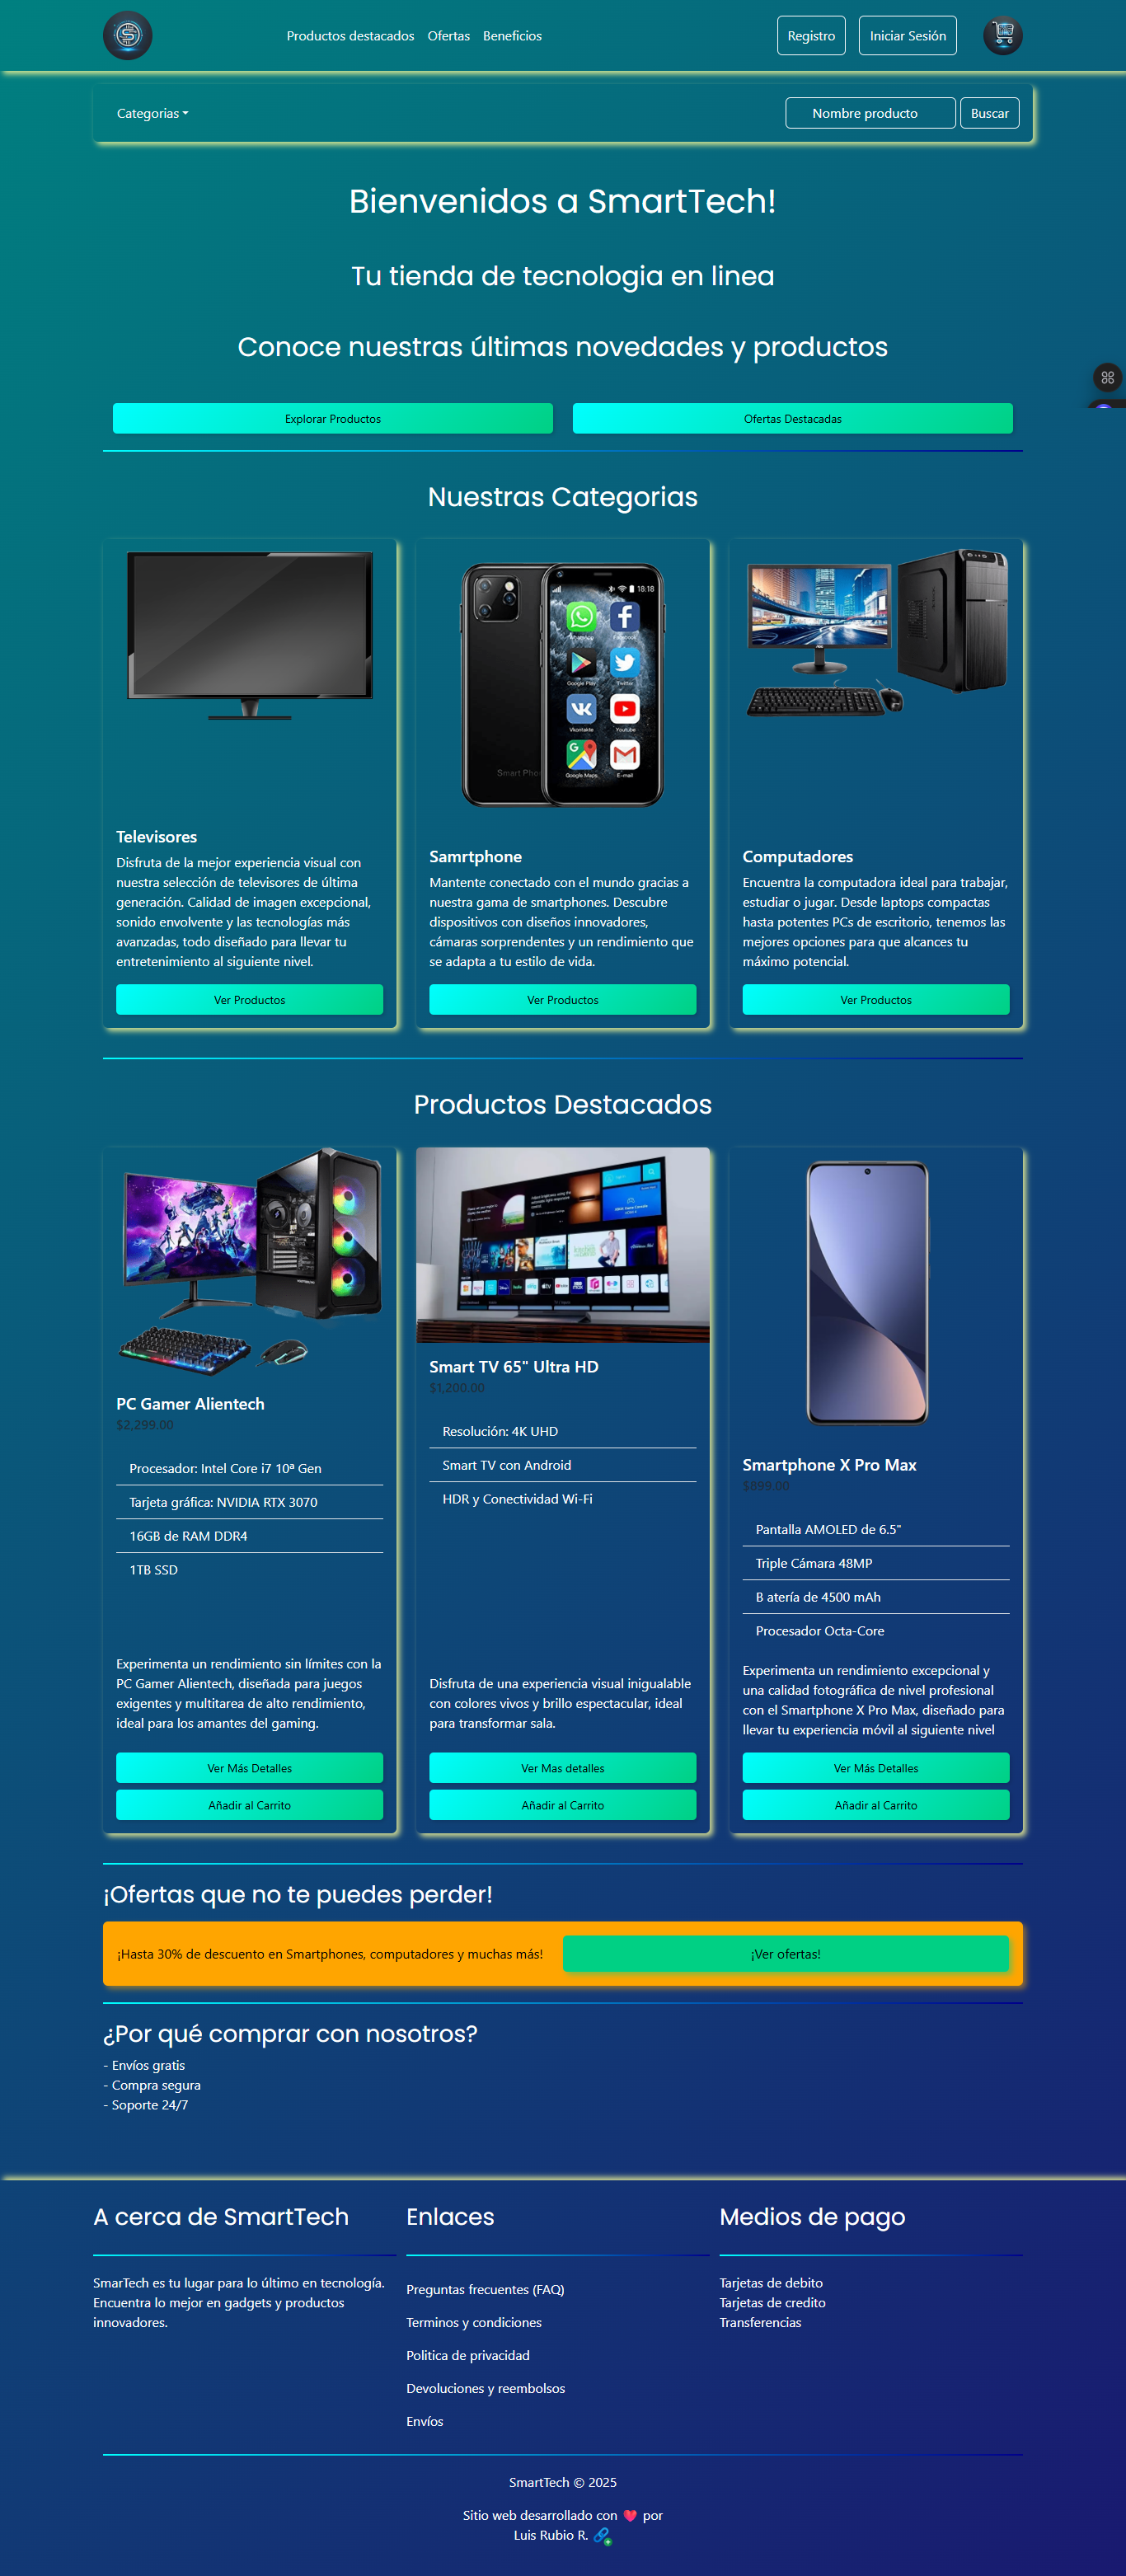 Productos destacados Ofertas Beneficios
Registro
Iniciar Sesión
Categorias
Nombre producto
Buscar
Bienvenidos a SmartTech!
Tu tienda de tecnologia en linea
Conoce nuestras últimas novedades y productos
Explorar Productos
Ofertas Destacadas
Nuestras Categorias
18:18
Facebook
Google Play
Twitter
Vkontakte
Youtube
Google Maps
E-mail
Televisores
Disfruta de la mejor experiencia visual con
nuestra selección de televisores de última
generación. Calidad de imagen excepcional,
sonido envolvente y las tecnologías más
avanzadas, todo diseñado para llevar tu
entretenimiento al siguiente nivel.
Ver Productos
Samrtphone
Mantente conectado con el mundo gracias a
nuestra gama de smartphones. Descubre
dispositivos con diseños innovadores,
cámaras sorprendentes y un rendimiento que
se adapta a tu estilo de vida.
Ver Productos
Computadores
Encuentra la computadora ideal para trabajar,
estudiar o jugar. Desde laptops compactas
hasta potentes PCs de escritorio, tenemos las
mejores opciones para que alcances tu
máximo potencial.
Ver Productos
Productos Destacados
PC Gamer Alientech
$2,299.00
Procesador: Intel Core i7 10ª Gen
Tarjeta gráfica: NVIDIA RTX 3070
16GB de RAM DDR4
1TB SSD
Experimenta un rendimiento sin límites con la
PC Gamer Alientech, diseñada para juegos
exigentes y multitarea de alto rendimiento,
ideal para los amantes del gaming.
Ver Más Detalles
Añadir al Carrito
Smart TV 65" Ultra HD
$1,200.00
Resolución: 4K UHD
Smart TV con Android
HDR y Conectividad Wi-Fi
Disfruta de una experiencia visual inigualable
con colores vivos y brillo espectacular, ideal
para transformar sala.
Ver Mas detalles
Añadir al Carrito
Smartphone X Pro Max
$899.00
Pantalla AMOLED de 6.5"
Triple Cámara 48MP
B atería de 4500 mAh
Procesador Octa-Core
Experimenta un rendimiento excepcional y
una calidad fotográfica de nivel profesional
con el Smartphone X Pro Max, diseñado para
llevar tu experiencia móvil al siguiente nivel
Ver Más Detalles
Añadir al Carrito
¡Ofertas que no te puedes perder!
¡Hasta 30% de descuento en Smartphones, computadores y muchas más!
¡Ver ofertas!
¿Por qué comprar con nosotros?
- Envíos gratis
- Compra segura
- Soporte 24/7
A cerca de SmartTech
SmarTech es tu lugar para lo último en tecnología.
Encuentra lo mejor en gadgets y productos
innovadores.
Enlaces
Preguntas frecuentes (FAQ)
Terminos y condiciones
Politica de privacidad
Devoluciones y reembolsos
Envíos
Medios de pago
Tarjetas de debito
Tarjetas de credito
Transferencias
SmartTech © 2025
Sitio web desarrollado con ❤️ por
Luis Rubio R.